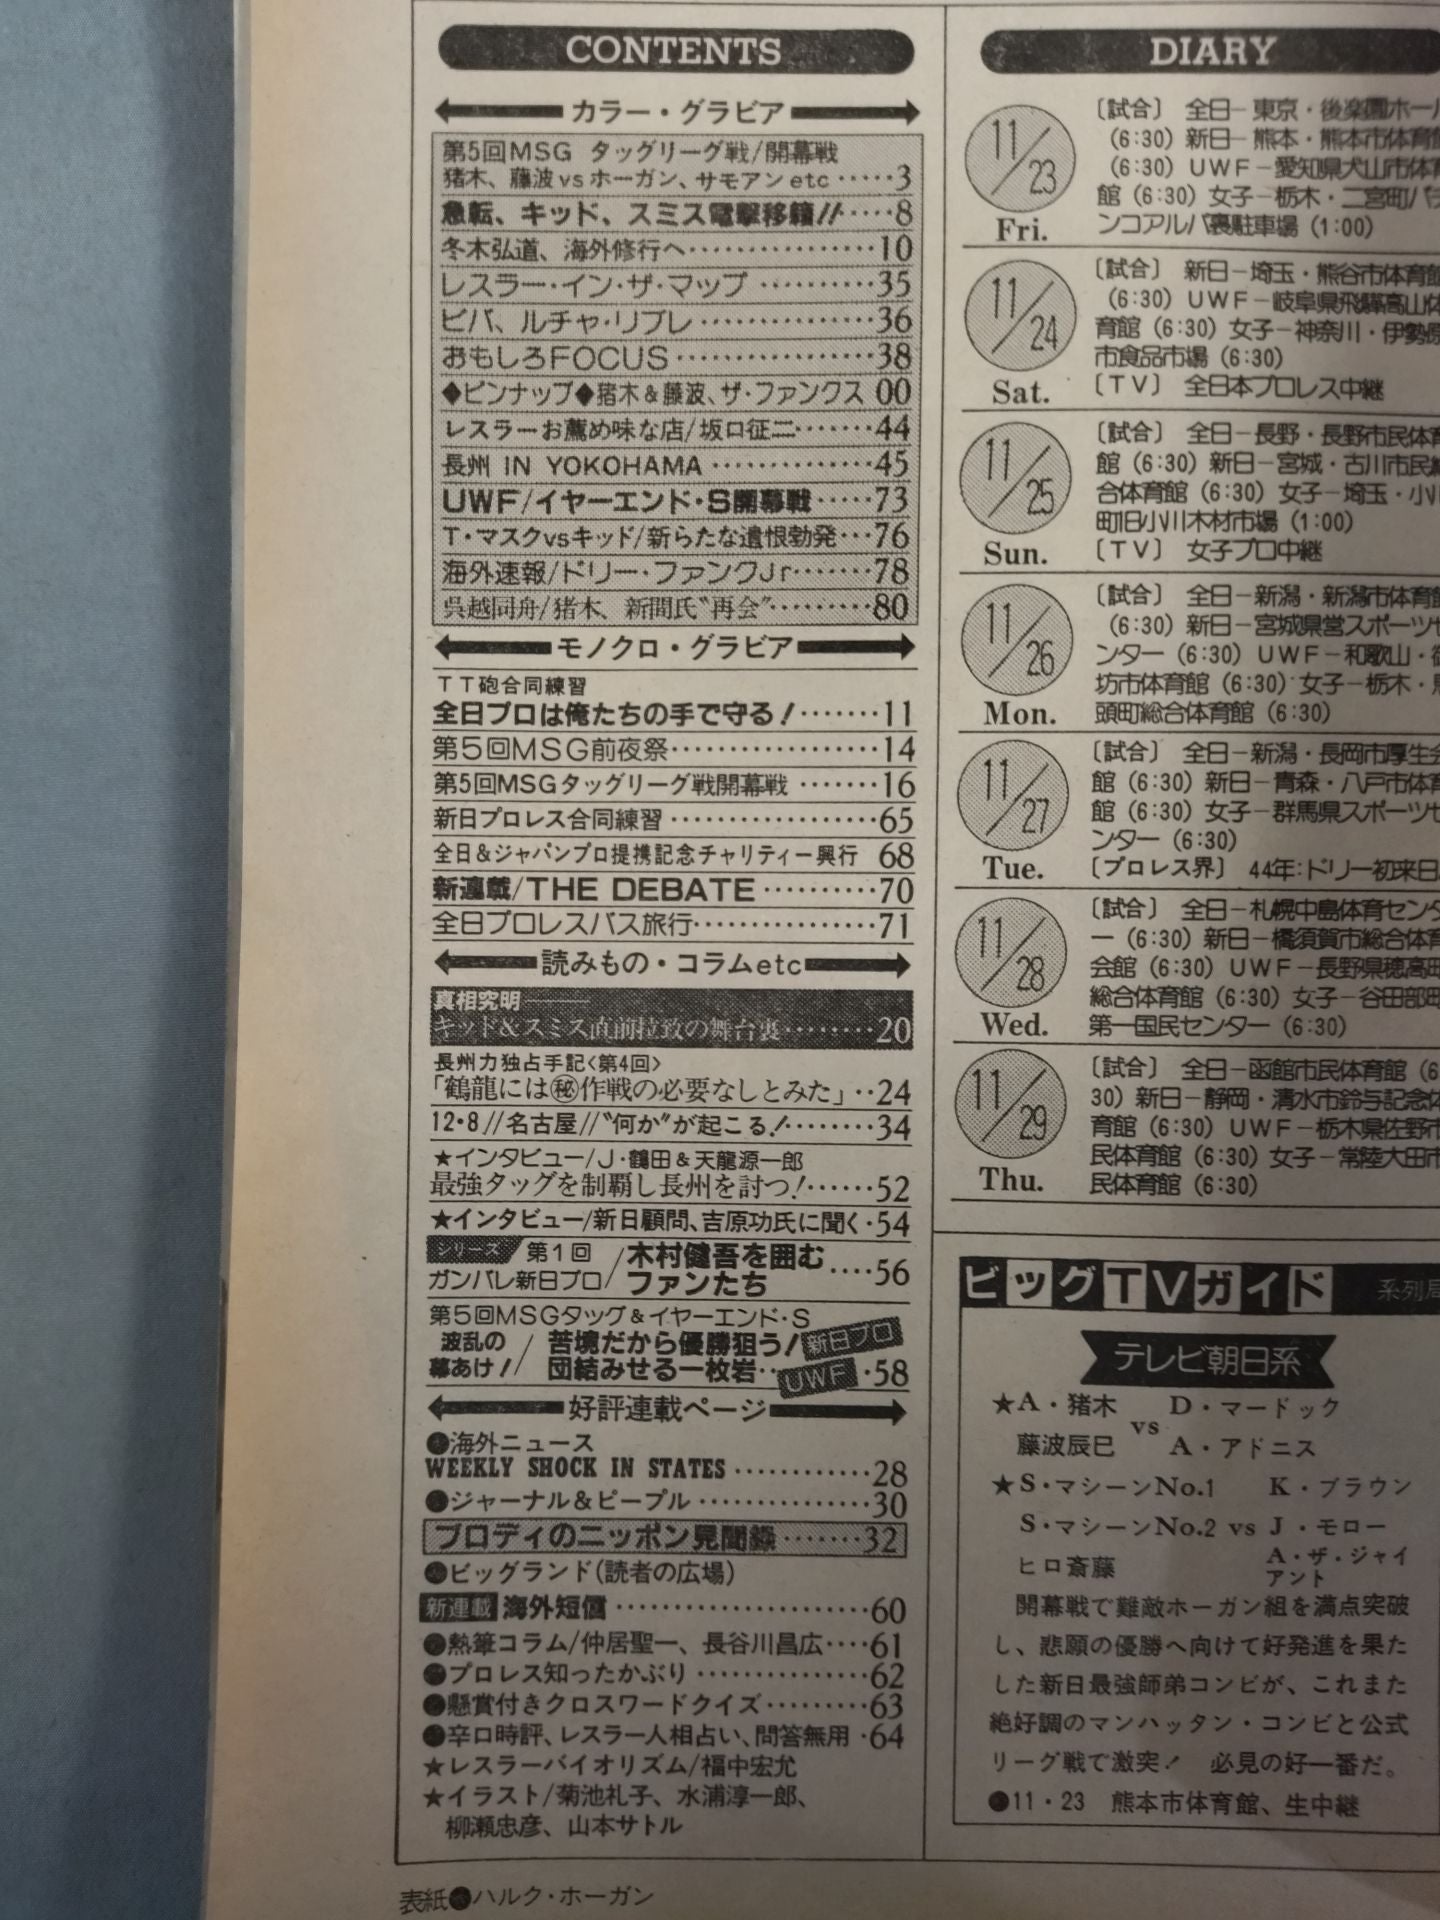 CONTENTS
カラー・グラビア
第5回MSG タッグリーグ戦/開幕戦
猪木、藤波vsホーガン、サモアンetc・・・・・3
急転、キッド、スミス電撃移籍!!・・・・・8
冬木弘道、海外修行へ・・・・・・・・・・・・・・・・10
レスラー・イン・ザ・マップ・・・・・・・・・・35
ビバ、ルチャ・リブレ・・・・・・・・・・・・・・・36
おもしろFOCUS・・・・・・・・・・・・・・・・・38
◆ピンナップ◆猪木&藤波、ザ・ファンクス 00
レスラーお薦め味な店/坂口征二・・・・・・・44
長州 IN YOKOHAMA・・・・・・・・・・・・・・45
UWF/イヤーエンド・S開幕戦・・・・・73
T・マスクvsキッド/新らたな遺恨勃発・・・76
海外速報/ドリー・ファンクJr・・・・・・・78
呉越同舟/猪木、新間氏〝再会〟・・・・・・・・・80
モノクロ・グラビア
TT砲合同練習
全日プロは俺たちの手で守る!・・・・・・・11
第5回MSG前夜祭・・・・・・・・・・・・・・・・・・14
第5回MSGタッグリーグ戦開幕戦・・・・・・・16
新日プロレス合同練習・・・・・・・・・・・・・・・・・・65
全日&ジャパンプロ提携記念チャリティー興行 68
新連載/THE DEBATE・・・・・・・・・・70
全日プロレスバス旅行・・・・・・・・・・・・・・・71
読みもの・コラムetc
真相究明――
キッド&スミス直前拉致の舞台裏・・・・・・・・20
長州力独占手記<第4回>
「鶴龍には㊙作戦の必要なしとみた」・・24
12・8//名古屋//〝何か〟が起こる!・・・・・・・・34
★インタビュー/J・鶴田&天龍源一郎
最強タッグを制覇し長州を討つ!・・・・・・52
★インタビュー/新日顧問、吉原功氏に聞く・54
シリーズ 第1回
ガンバレ新日プロ/木村健吾を囲む
ファンたち・・・・56
第5回MSGタッグ&イヤーエンド・S
波乱の
幕あけ!/苦境だから優勝狙う!新日プロ
団結みせる一枚岩・・UWF・58
好評連載ページ
●海外ニュース
WEEKLY SHOCK IN STATES・・・・・・・・・・・・28
●ジャーナル&ピープル・・・・・・・・・・・・・・・30
ブロディのニッポン見聞録・・・・・・・32
●ビッグランド(読者の広場)
新連載 海外短信・・・・・・・・・・・・・・・・・・・・・・60
●熱筆コラム/仲居聖一、長谷川昌広・・・・61
●プロレス知ったかぶり・・・・・・・・・・・・・・・62
●懸賞付きクロスワードクイズ・・・・・・・・・63
●辛口時評、レスラー人相占い、問答無用・64
★レスラーバイオリズム/福中宏允
★イラスト/菊池礼子、水浦淳一郎、
柳瀬忠彦、山本サトル
表紙●ハルク・ホーガン
DIARY
11/23
Fri.
〔試合〕 全日-東京・後楽園ホール
(6:30) 新日-熊本・熊本市体育館
(6:30) UWF-愛知県犬山市体育
館 (6:30) 女子-栃木・二宮町パチ
ンコアルバ裏駐車場 (1:00)
11/24
Sat.
〔試合〕 新日-埼玉・熊谷市体育館
(6:30) UWF-岐阜県飛騨高山体
育館 (6:30) 女子-神奈川・伊勢原
市食品市場 (6:30)
〔TV〕 全日本プロレス中継
11/25
Sun.
〔試合〕 全日-長野・長野市民体育
館 (6:30) 新日-宮城・古川市民総
合体育館 (6:30) 女子-埼玉・小川
町旧小川木材市場 (1:00)
〔TV〕 女子プロ中継
11/26
Mon.
〔試合〕 全日-新潟・新潟市体育館
(6:30) 新日-宮城県営スポーツセ
ンター (6:30) UWF-和歌山・御
坊市体育館 (6:30) 女子-栃木・馬
頭町総合体育館 (6:30)
11/27
Tue.
〔試合〕 全日-新潟・長岡市厚生会
館 (6:30) 新日-青森・八戸市体育
館 (6:30) 女子-群馬県スポーツセ
ンター (6:30)
〔プロレス界〕 44年:ドリー初来日
11/28
Wed.
〔試合〕 全日-札幌中島体育センタ
ー (6:30) 新日-横須賀市総合体育
会館 (6:30) UWF-長野県穂高町
総合体育館 (6:30) 女子-谷田部町
第一国民センター (6:30)
11/29
Thu.
〔試合〕 全日-函館市民体育館 (6:
30) 新日-静岡・清水市鈴与記念体
育館 (6:30) UWF-栃木県佐野市
民体育館 (6:30) 女子-常陸太田市
民体育館 (6:30)
ビッグTVガイド 系列局
テレビ朝日系
★A・猪木 D・マードック
vs
藤波辰巳 A・アドニス
★S・マシーンNo.1 K・ブラウン
S・マシーンNo.2 vs J・モロー
ヒロ斎藤 A・ザ・ジャイ
アント
開幕戦で難敵ホーガン組を満点突破
し、悲願の優勝へ向けて好発進を果た
した新日最強師弟コンビが、これまた
絶好調のマンハッタン・コンビと公式
リーグ戦で激突! 必見の好一番だ。
●11・23 熊本市体育館、生中継